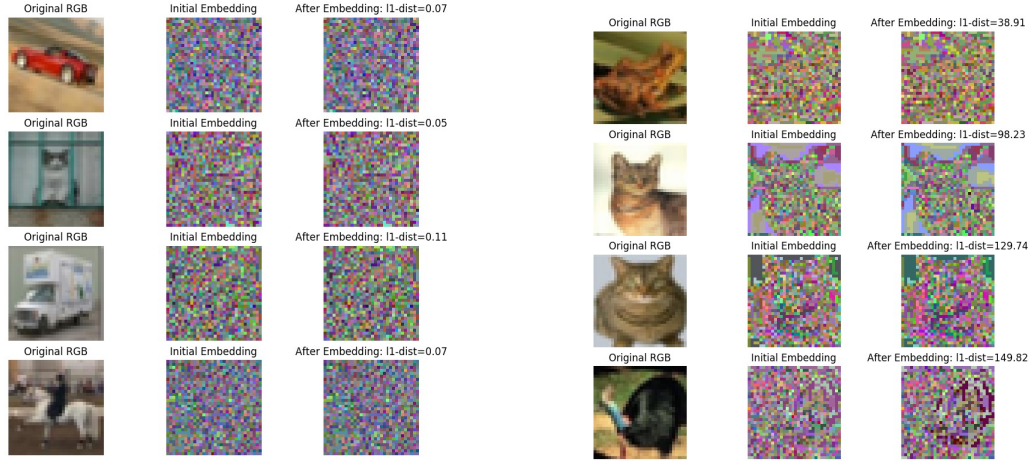 Original RGB Initial Embedding After Embedding: l1-dist=0.07
Original RGB Initial Embedding After Embedding: l1-dist=0.05
Original RGB Initial Embedding After Embedding: l1-dist=0.11
Original RGB Initial Embedding After Embedding: l1-dist=0.07
Original RGB Initial Embedding After Embedding: l1-dist=38.91
Original RGB Initial Embedding After Embedding: l1-dist=98.23
Original RGB Initial Embedding After Embedding: l1-dist=129.74
Original RGB Initial Embedding After Embedding: l1-dist=149.82